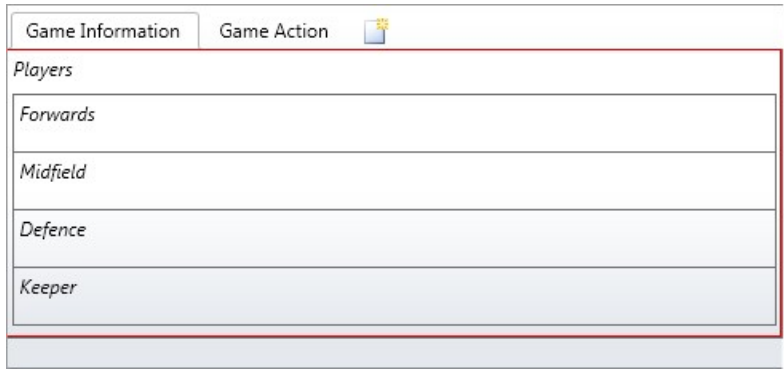 Game Information Game Action
Players
Forwards
Midfield
Defence
Keeper